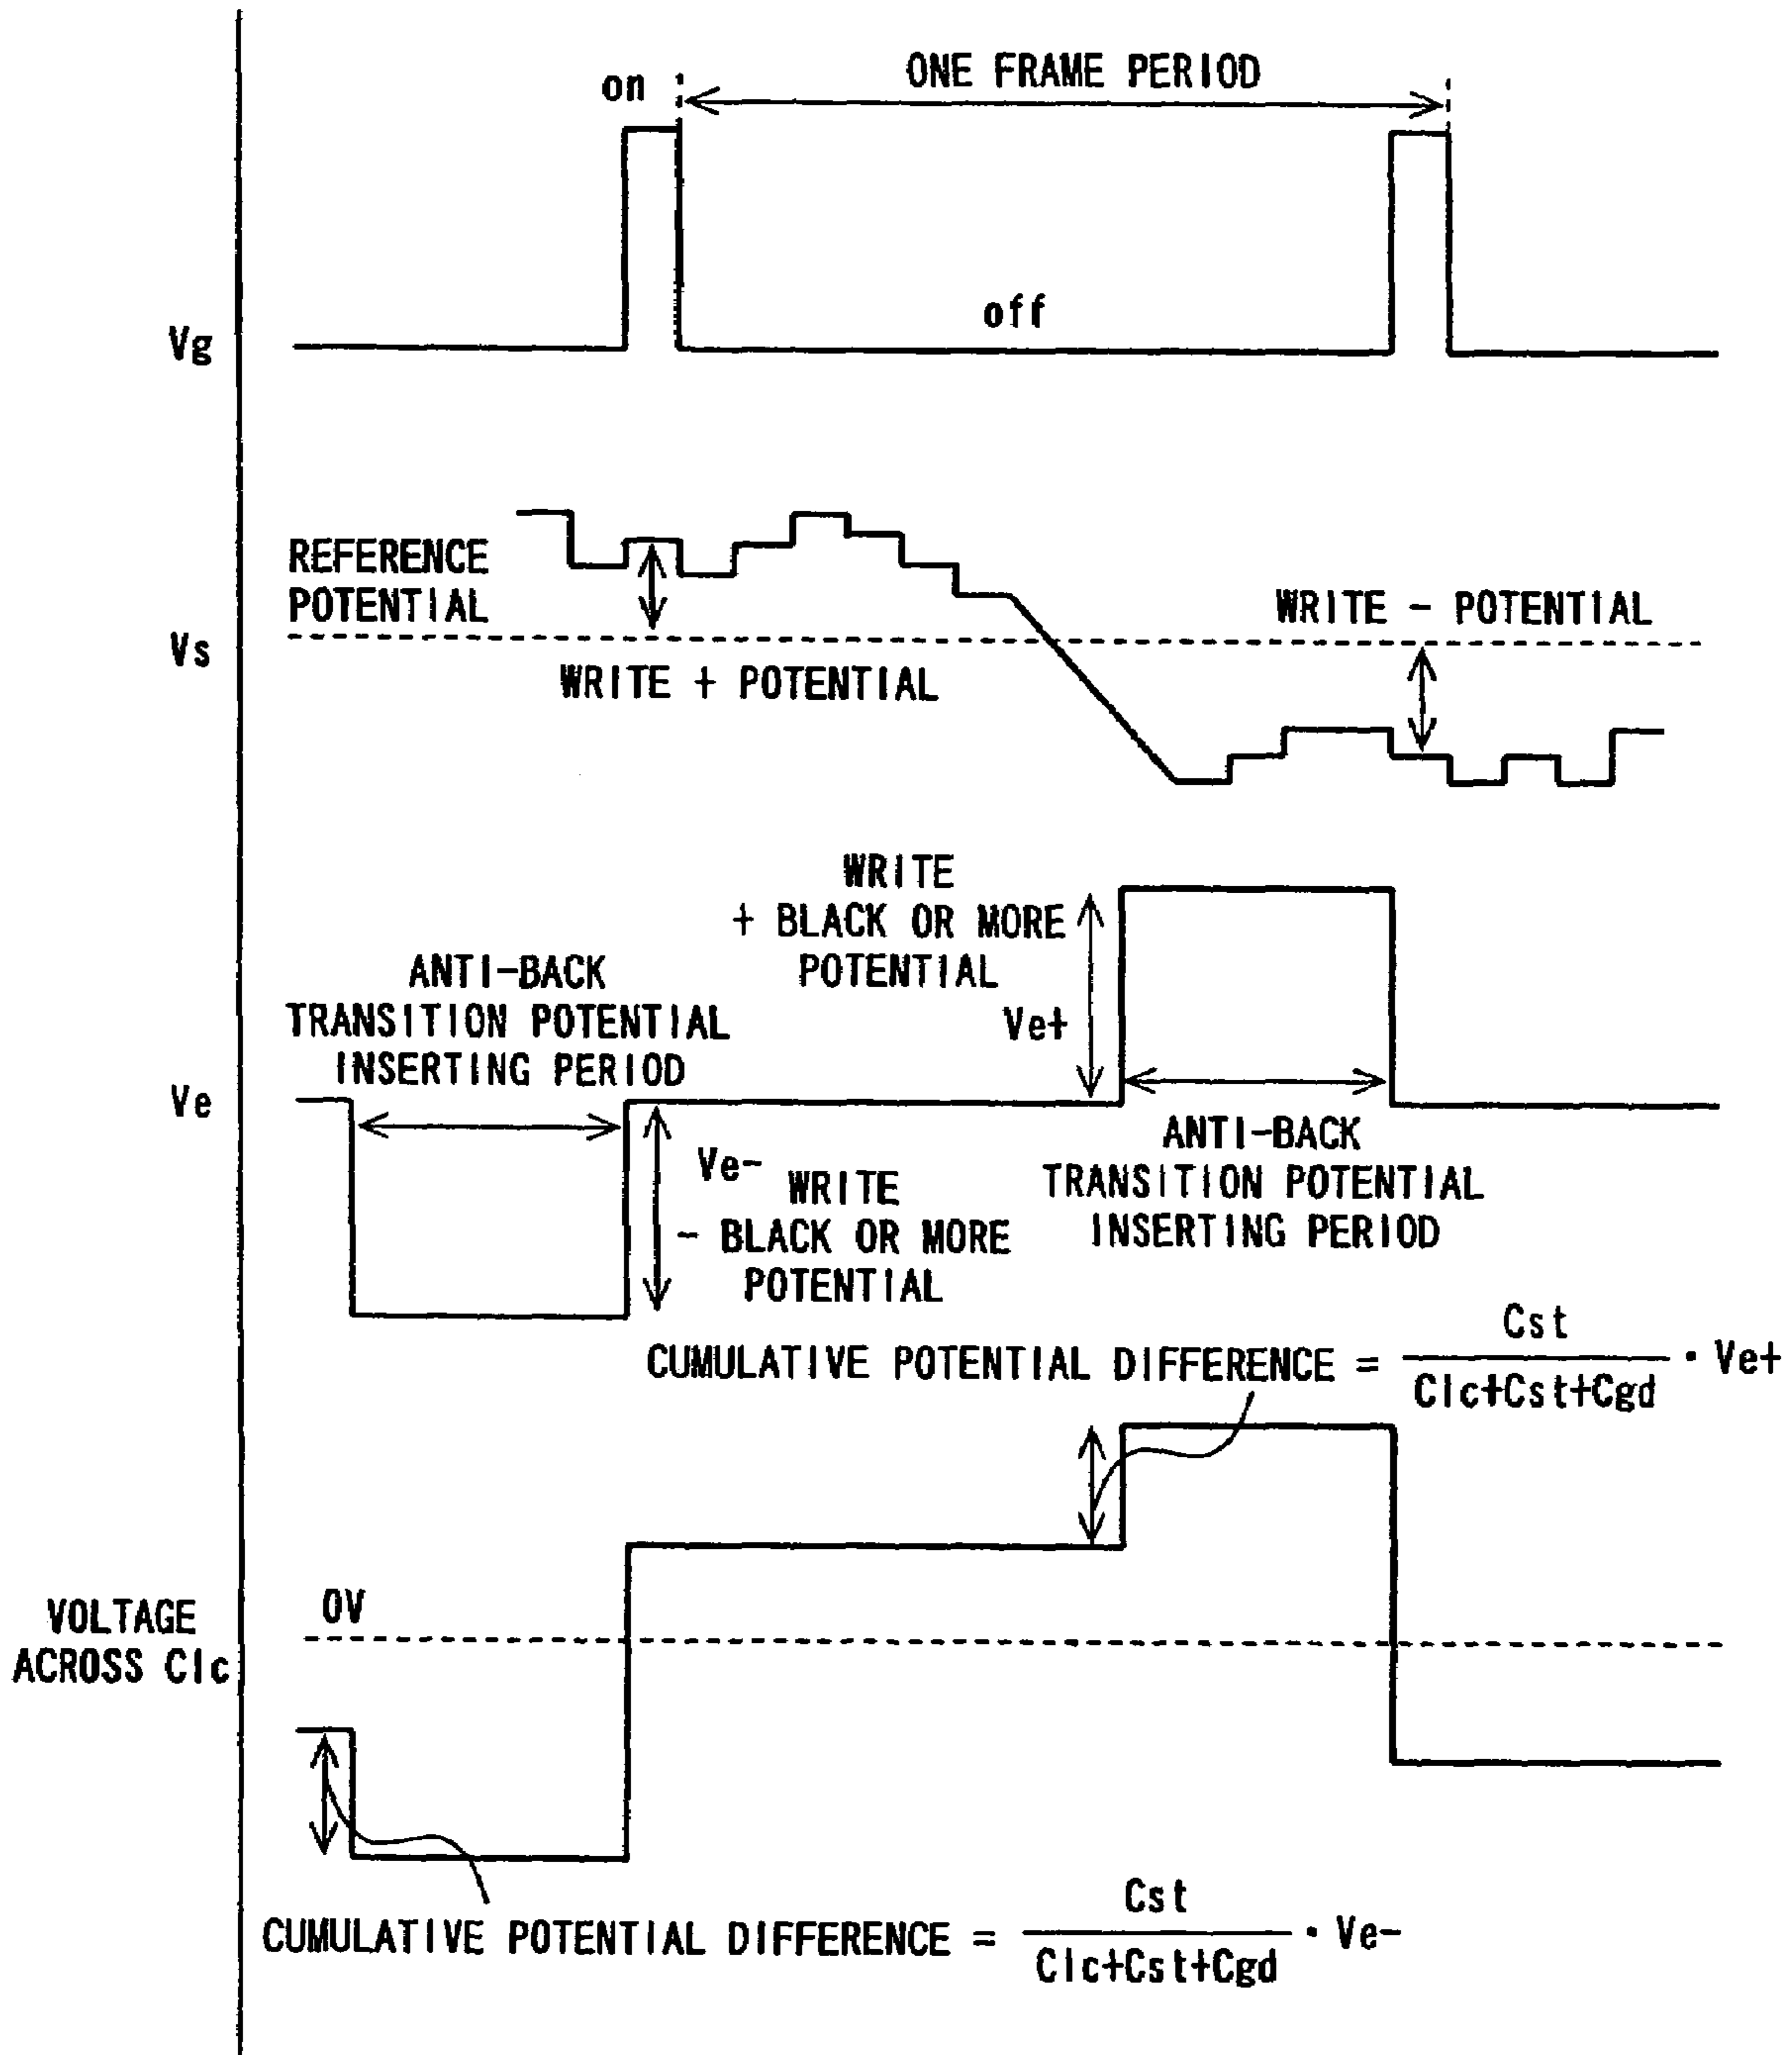 ONE FRAME PERIOD
on
off
Vg
REFERENCE
POTENTIAL
WRITE - POTENTIAL
Vs
WRITE + POTENTIAL
WRITE
+ BLACK OR MORE
POTENTIAL
Ve+
ANTI-BACK
TRANSITION POTENTIAL
INSERTING PERIOD
Ve
Ve-
WRITE
- BLACK OR MORE
POTENTIAL
ANTI-BACK
TRANSITION POTENTIAL
INSERTING PERIOD
CUMULATIVE POTENTIAL DIFFERENCE = Cst / Clc+Cst+Cgd · Ve+
0V
VOLTAGE
ACROSS Clc
CUMULATIVE POTENTIAL DIFFERENCE = Cst / Clc+Cst+Cgd · Ve-